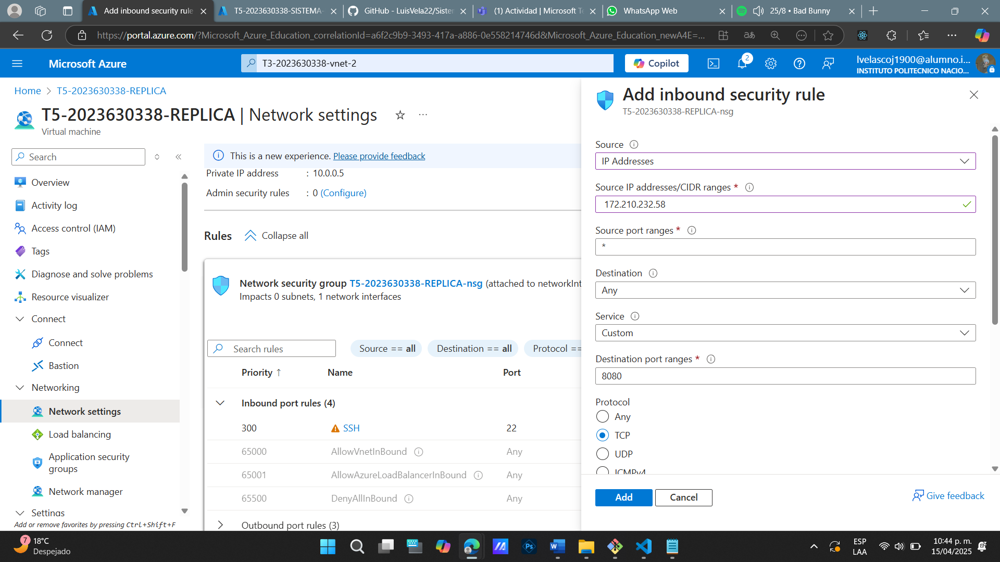 Add inbound security rule
T5-2023630338-SISTEMA-
GitHub - LuisVela22/Sister
(1) Actividad | Microsoft Te
WhatsApp Web
25/8 • Bad Bunny
https://portal.azure.com/?Microsoft_Azure_Education_correlationId=a6f2c9b9-3493-417a-a886-0e558214746d&Microsoft_Azure_Education_newA4E=...
Microsoft Azure
T3-2023630338-vnet-2
Copilot
2
lvelascoj1900@alumno.i...
INSTITUTO POLITECNICO NACIO...
Home > T5-2023630338-REPLICA
T5-2023630338-REPLICA | Network settings
Virtual machine
Search
Overview
Activity log
Access control (IAM)
Tags
Diagnose and solve problems
Resource visualizer
Connect
Connect
Bastion
Networking
Network settings
Load balancing
Application security
groups
Network manager
Settings
Add or remove favorites by pressing Ctrl+Shift+F
This is a new experience. Please provide feedback
Private IP address : 10.0.0.5
Admin security rules : 0 (Configure)
Rules
Collapse all
Network security group T5-2023630338-REPLICA-nsg (attached to networkInt
Impacts 0 subnets, 1 network interfaces
Search rules
Source == all
Destination == all
Protocol ==
Priority ↑ Name Port
Inbound port rules (4)
300 SSH 22
65000 AllowVnetInBound Any
65001 AllowAzureLoadBalancerInBound Any
65500 DenyAllInBound Any
Outbound port rules (3)
Add inbound security rule
T5-2023630338-REPLICA-nsg
Source
IP Addresses
Source IP addresses/CIDR ranges *
172.210.232.58
Source port ranges *
*
Destination
Any
Service
Custom
Destination port ranges *
8080
Protocol
Any
TCP
UDP
ICMPv4
Add
Cancel
Give feedback
7
18°C
Despejado
ESP
LAA
10:44 p. m.
15/04/2025